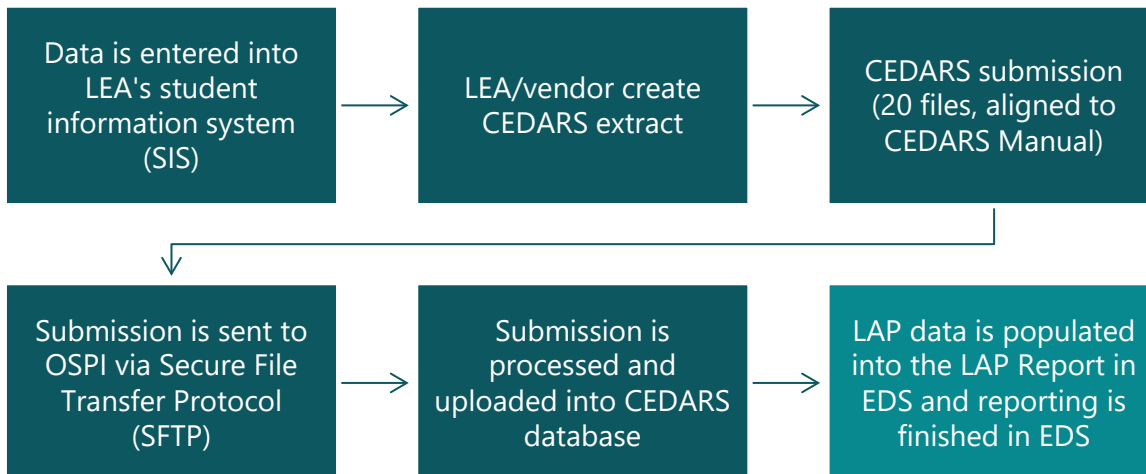 Data is entered into
LEA's student
information system
(SIS)
LEA/vendor create
CEDARS extract
CEDARS submission
(20 files, aligned to
CEDARS Manual)
Submission is sent to
OSPI via Secure File
Transfer Protocol
(SFTP)
Submission is
processed and
uploaded into CEDARS
database
LAP data is populated
into the LAP Report in
EDS and reporting is
finished in EDS